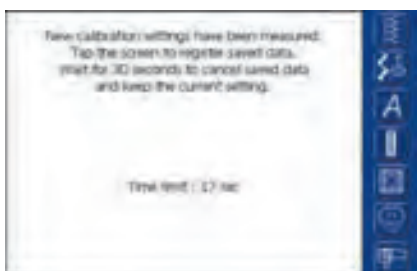 New calibration settings have been measured.
Tap the screen to register saved data.
Wait for 30 seconds to cancel saved data
and keep the current setting.
Time limit : 17 sec
A